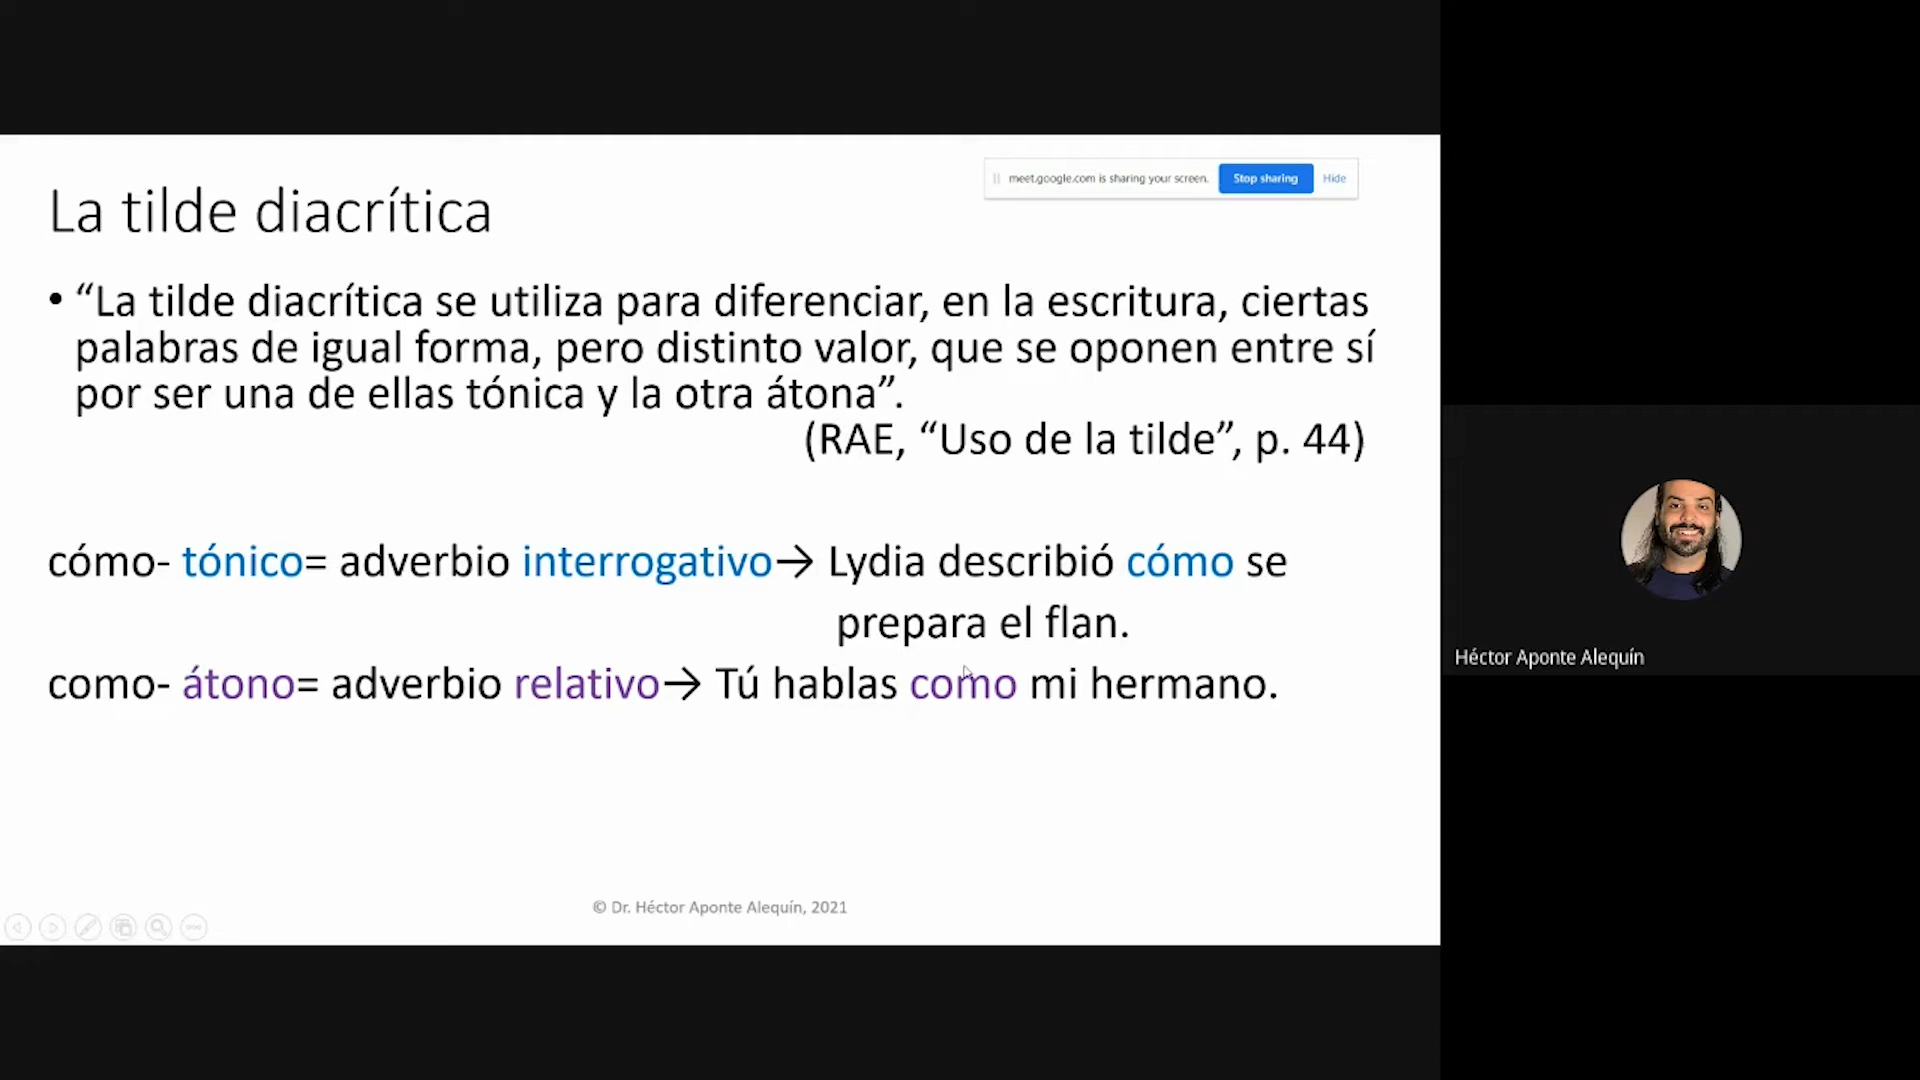 meet.google.com is sharing your screen. Stop sharing Hide
La tilde diacrítica
• “La tilde diacrítica se utiliza para diferenciar, en la escritura, ciertas
palabras de igual forma, pero distinto valor, que se oponen entre sí
por ser una de ellas tónica y la otra átona”.
(RAE, “Uso de la tilde”, p. 44)
cómo- tónico= adverbio interrogativo→ Lydia describió cómo se
prepara el flan.
como- átono= adverbio relativo→ Tú hablas como mi hermano.
© Dr. Héctor Aponte Alequín, 2021
Héctor Aponte Alequín